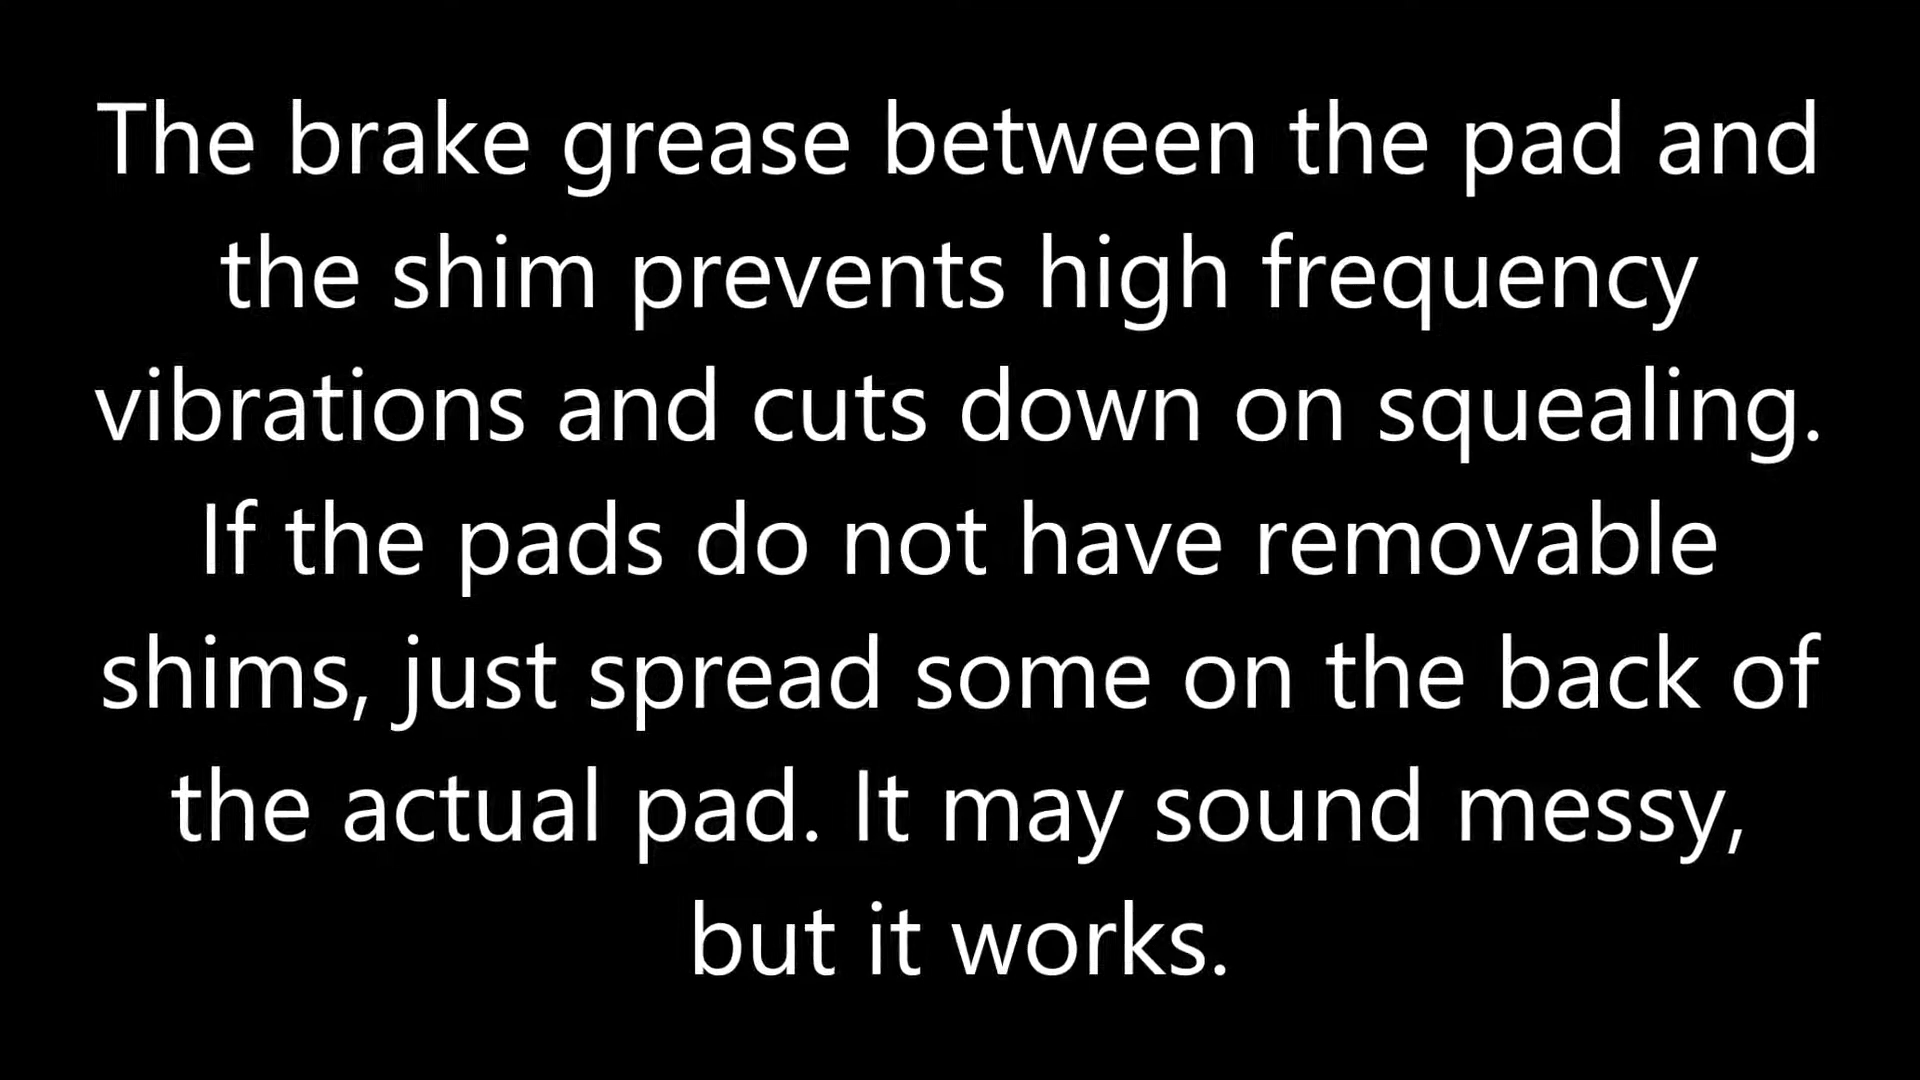 The brake grease between the pad and
the shim prevents high frequency
vibrations and cuts down on squealing.
If the pads do not have removable
shims, just spread some on the back of
the actual pad. It may sound messy,
but it works.